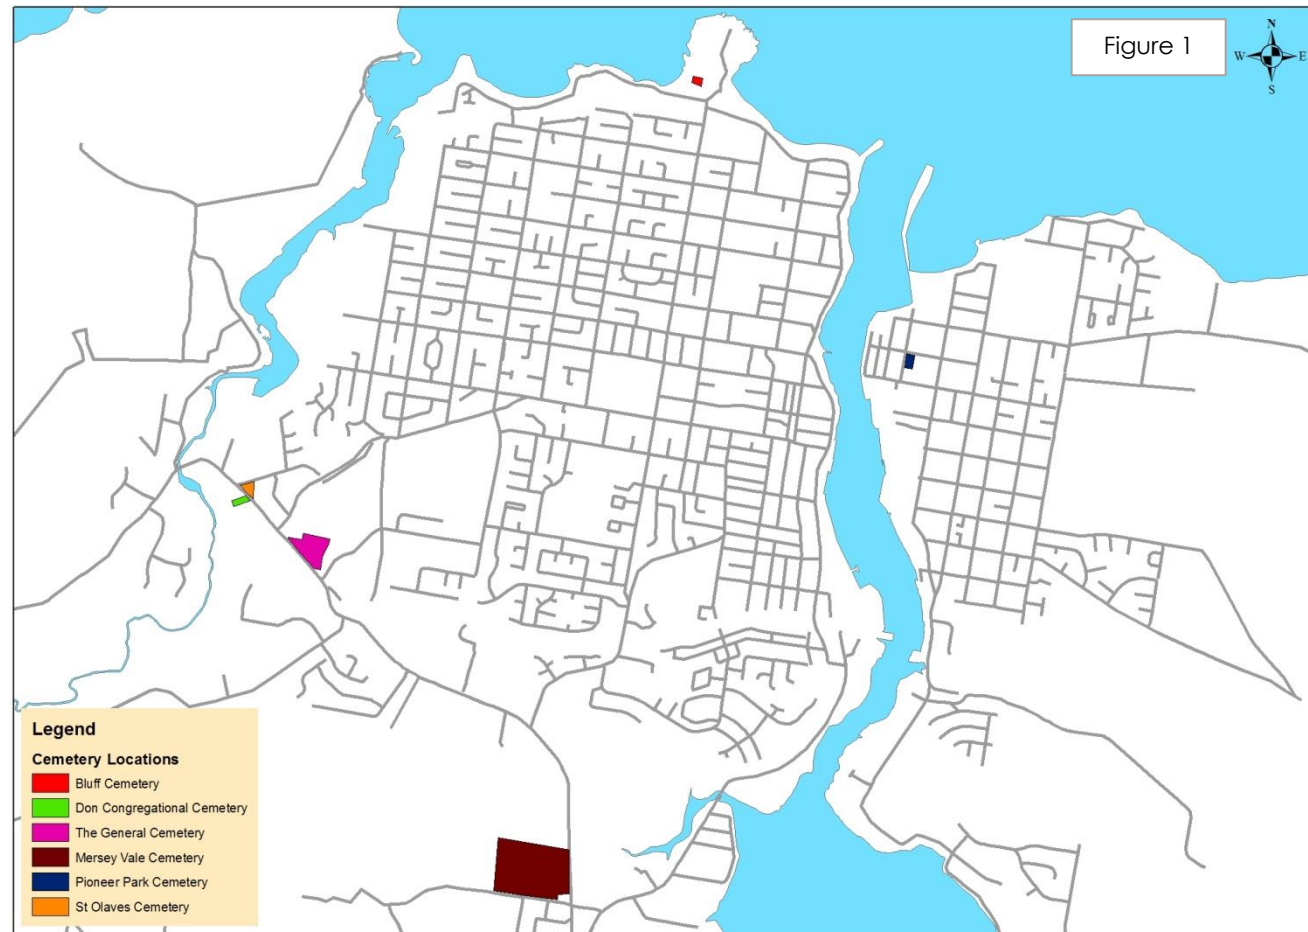 Figure 1
N
W
E
S
Legend
Cemetery Locations
Bluff Cemetery
Don Congregational Cemetery
The General Cemetery
Mersey Vale Cemetery
Pioneer Park Cemetery
St Olaves Cemetery